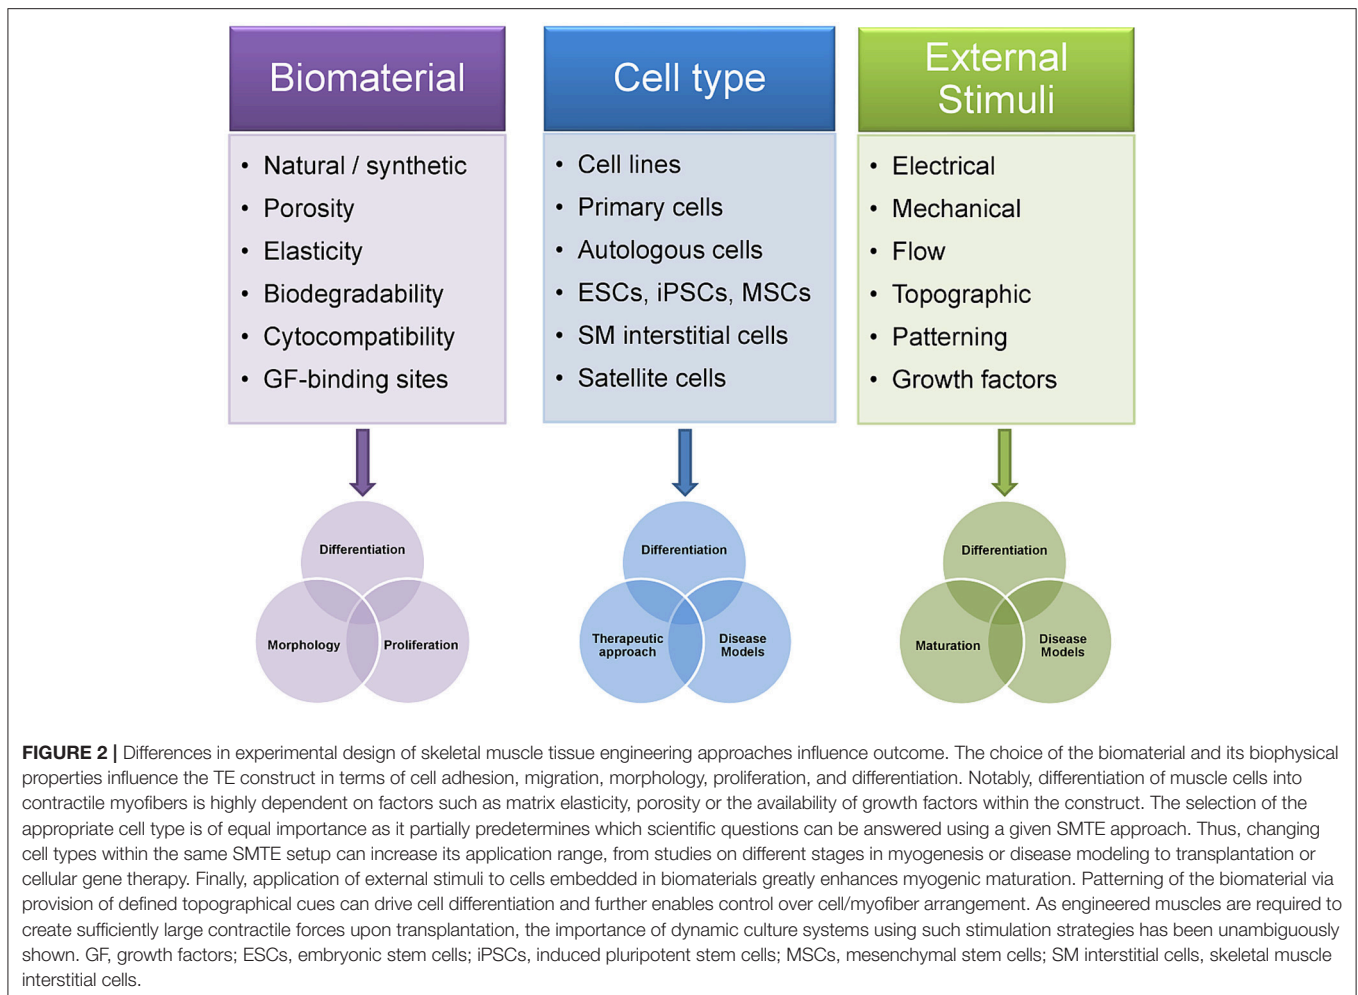 Biomaterial
• Natural / synthetic
• Porosity
• Elasticity
• Biodegradability
• Cytocompatibility
• GF-binding sites
Differentiation
Morphology
Proliferation
Cell type
• Cell lines
• Primary cells
• Autologous cells
• ESCs, iPSCs, MSCs
• SM interstitial cells
• Satellite cells
Differentiation
Therapeutic
approach
Disease
Models
External
Stimuli
• Electrical
• Mechanical
• Flow
• Topographic
• Patterning
• Growth factors
Differentiation
Maturation
Disease
Models
FIGURE 2 | Differences in experimental design of skeletal muscle tissue engineering approaches influence outcome. The choice of the biomaterial and its biophysical
properties influence the TE construct in terms of cell adhesion, migration, morphology, proliferation, and differentiation. Notably, differentiation of muscle cells into
contractile myofibers is highly dependent on factors such as matrix elasticity, porosity or the availability of growth factors within the construct. The selection of the
appropriate cell type is of equal importance as it partially predetermines which scientific questions can be answered using a given SMTE approach. Thus, changing
cell types within the same SMTE setup can increase its application range, from studies on different stages in myogenesis or disease modeling to transplantation or
cellular gene therapy. Finally, application of external stimuli to cells embedded in biomaterials greatly enhances myogenic maturation. Patterning of the biomaterial via
provision of defined topographical cues can drive cell differentiation and further enables control over cell/myofiber arrangement. As engineered muscles are required to
create sufficiently large contractile forces upon transplantation, the importance of dynamic culture systems using such stimulation strategies has been unambiguously
shown. GF, growth factors; ESCs, embryonic stem cells; iPSCs, induced pluripotent stem cells; MSCs, mesenchymal stem cells; SM interstitial cells, skeletal muscle
interstitial cells.